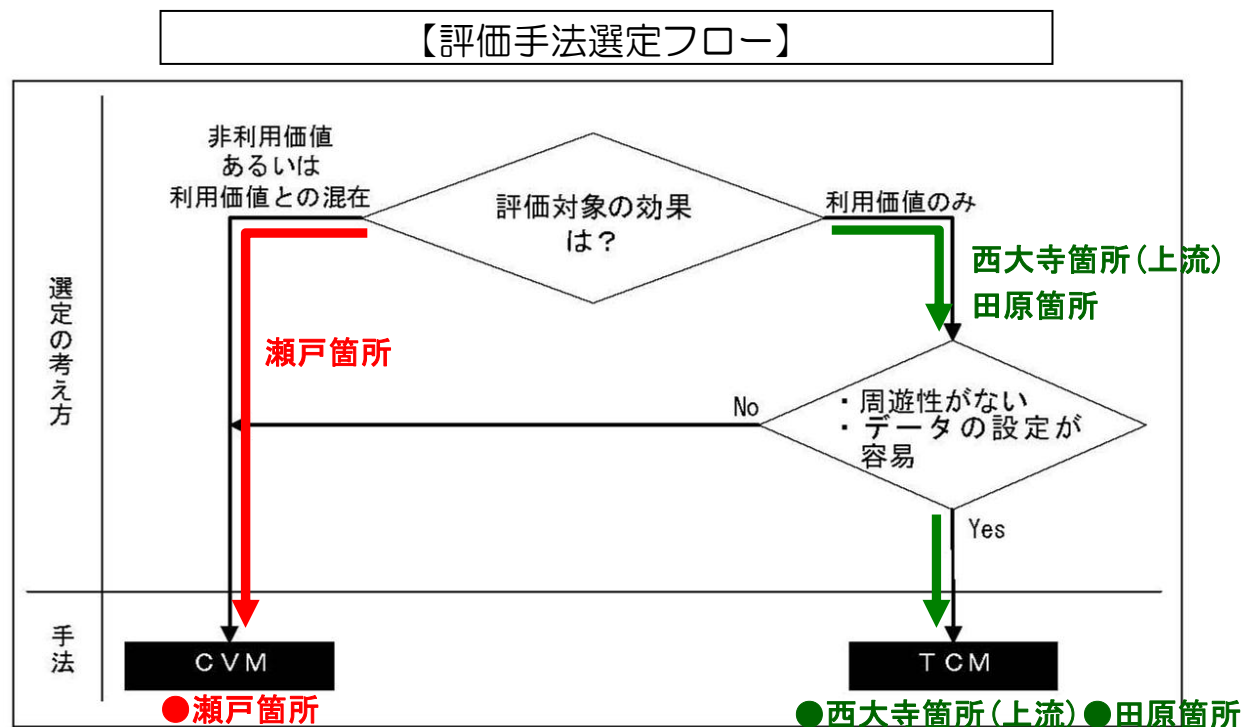 【評価手法選定フロー】
選定の考え方
非利用価値
あるいは
利用価値との混在
評価対象の効果
は？
利用価値のみ
西大寺箇所(上流)
田原箇所
瀬戸箇所
No
・周遊性がない
・データの設定が
容易
Yes
手法
CVM
TCM
●瀬戸箇所
●西大寺箇所(上流)●田原箇所